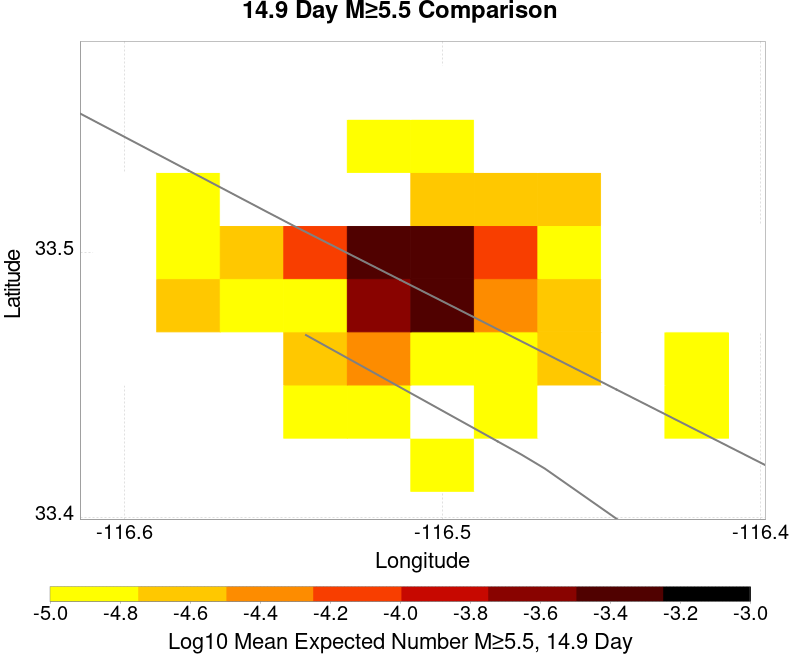 14.9 Day M≥5.5 Comparison
Latitude
33.5
33.4
-116.6 -116.5 -116.4
Longitude
-5.0 -4.8 -4.6 -4.4 -4.2 -4.0 -3.8 -3.6 -3.4 -3.2 -3.0
Log10 Mean Expected Number M≥5.5, 14.9 Day